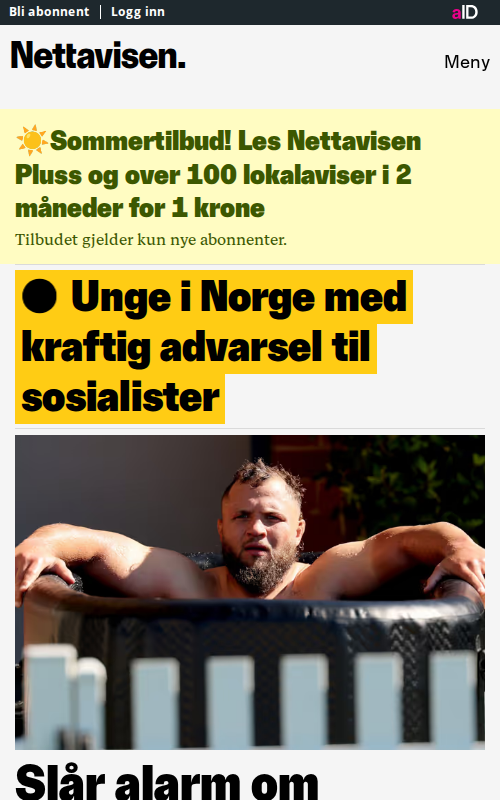 Bli abonnent | Logg inn
aID
Nettavisen.
Meny
☀️Sommertilbud! Les Nettavisen
Pluss og over 100 lokalaviser i 2
måneder for 1 krone
Tilbudet gjelder kun nye abonnenter.
● Unge i Norge med
kraftig advarsel til
sosialister
Slår alarm om